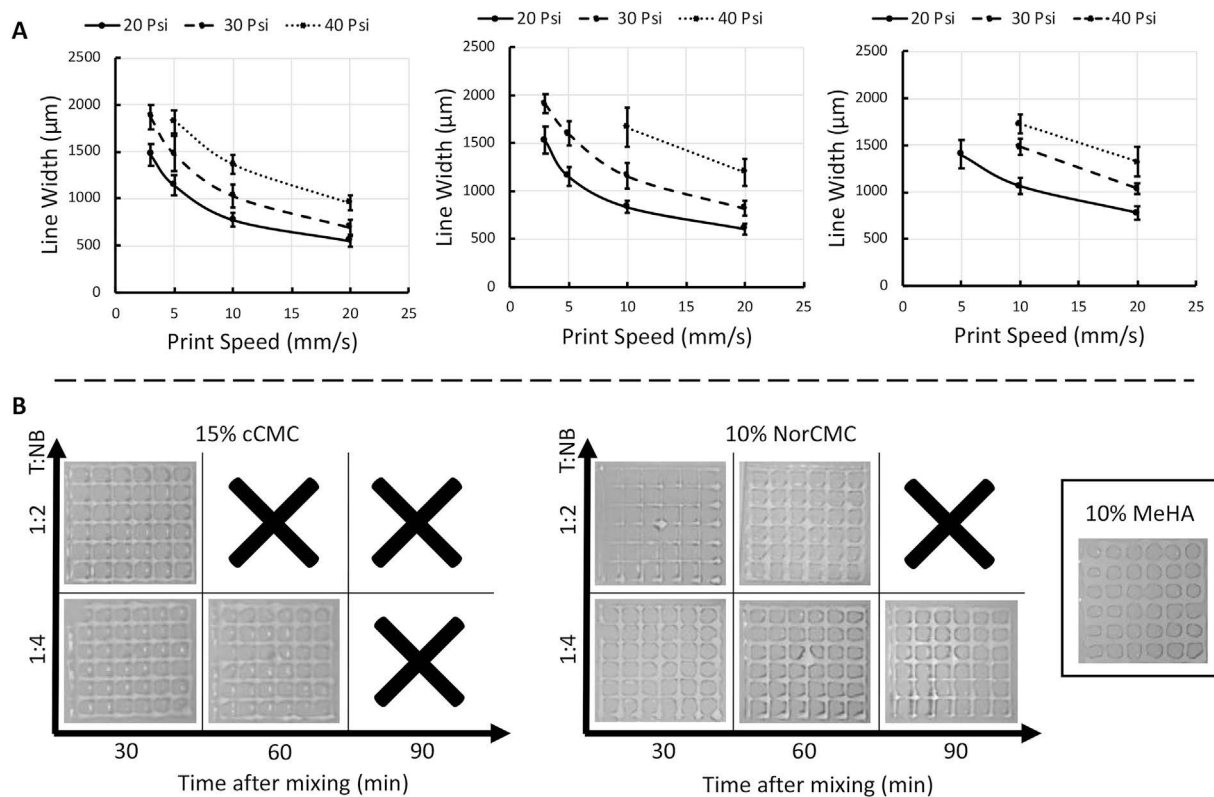 A
20 Psi 30 Psi 40 Psi
Line Width (µm)
2500
2000
1500
1000
500
0
0 5 10 15 20 25
Print Speed (mm/s)
20 Psi 30 Psi 40 Psi
Line Width (µm)
2500
2000
1500
1000
500
0
0 5 10 15 20 25
Print Speed (mm/s)
20 Psi 30 Psi 40 Psi
Line Width (µm)
2500
2000
1500
1000
500
0
0 5 10 15 20 25
Print Speed (mm/s)
B
15% cCMC
T:NB
1:2
1:4
30 60 90
Time after mixing (min)
10% NorCMC
T:NB
1:2
1:4
30 60 90
Time after mixing (min)
10% MeHA